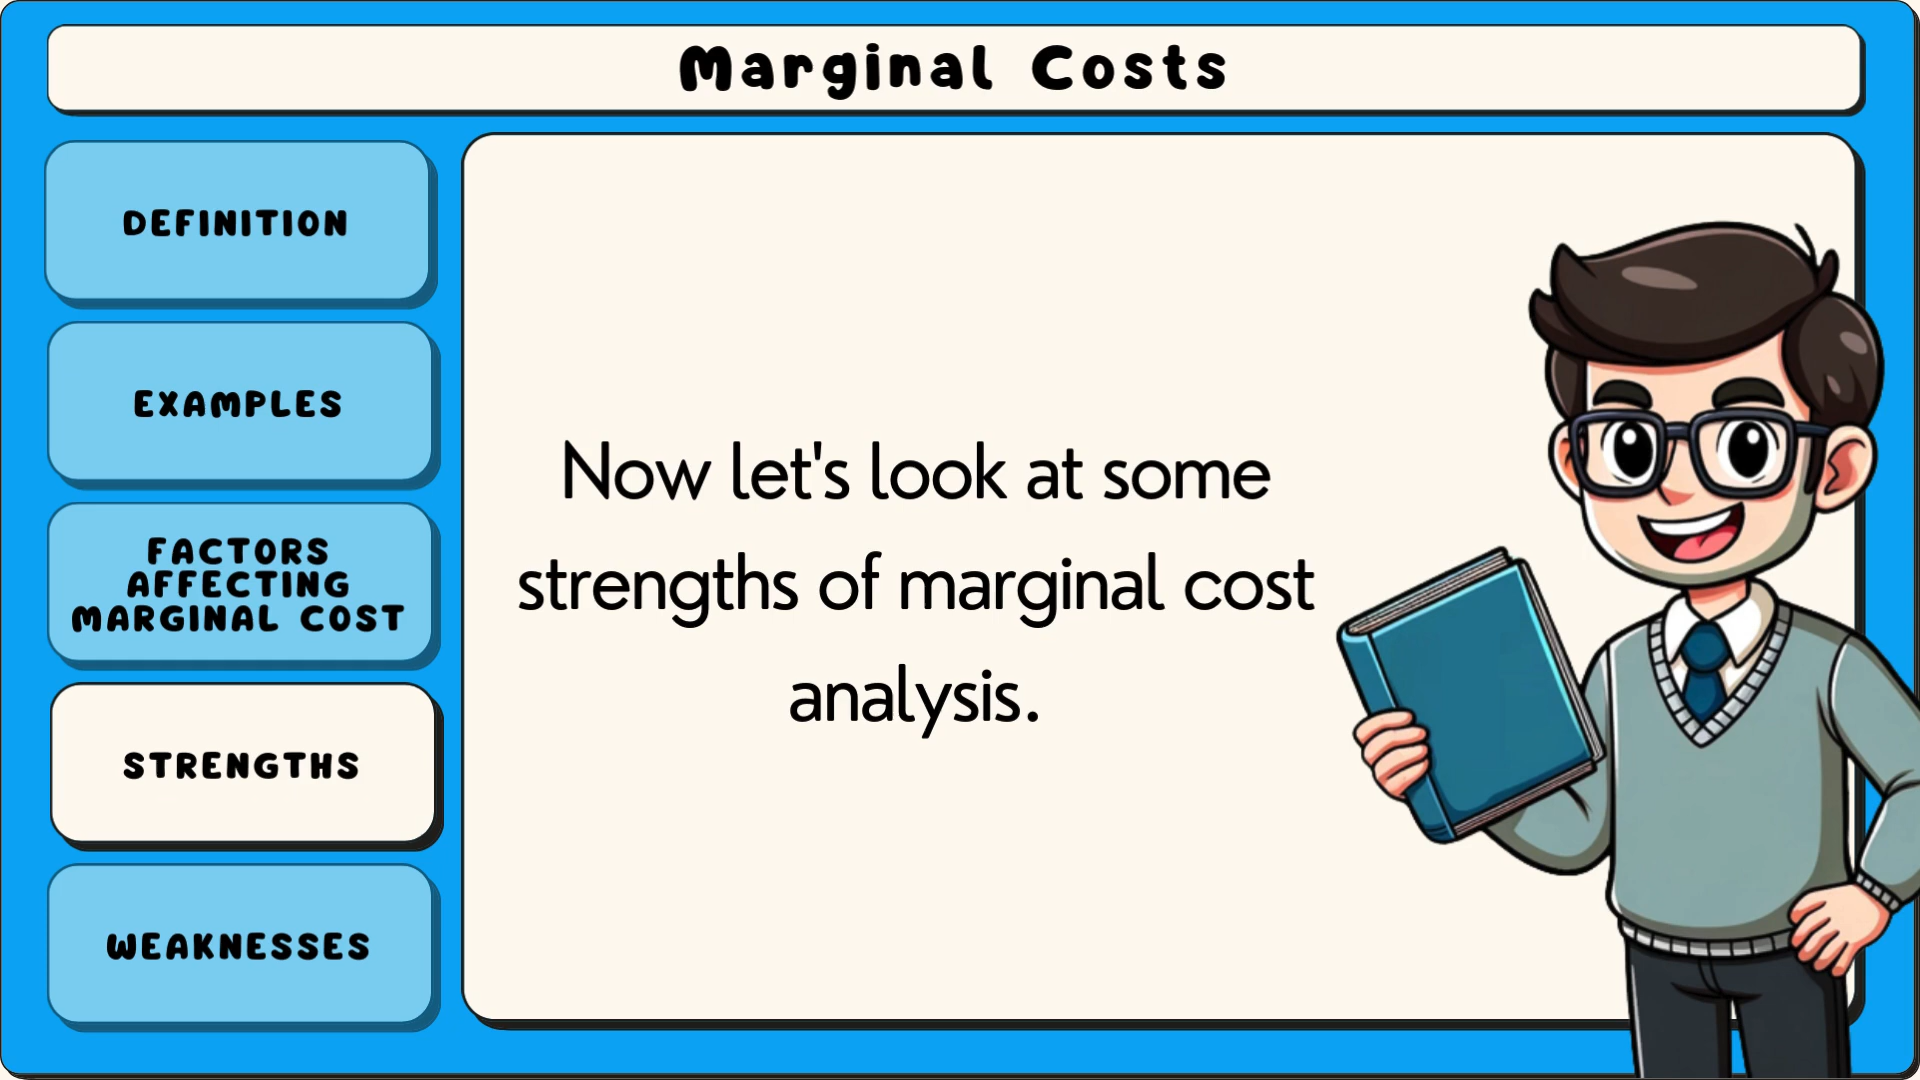 Marginal Costs
DEFINITION
EXAMPLES
FACTORS
AFFECTING
MARGINAL COST
STRENGTHS
WEAKNESSES
Now let's look at some
strengths of marginal cost
analysis.